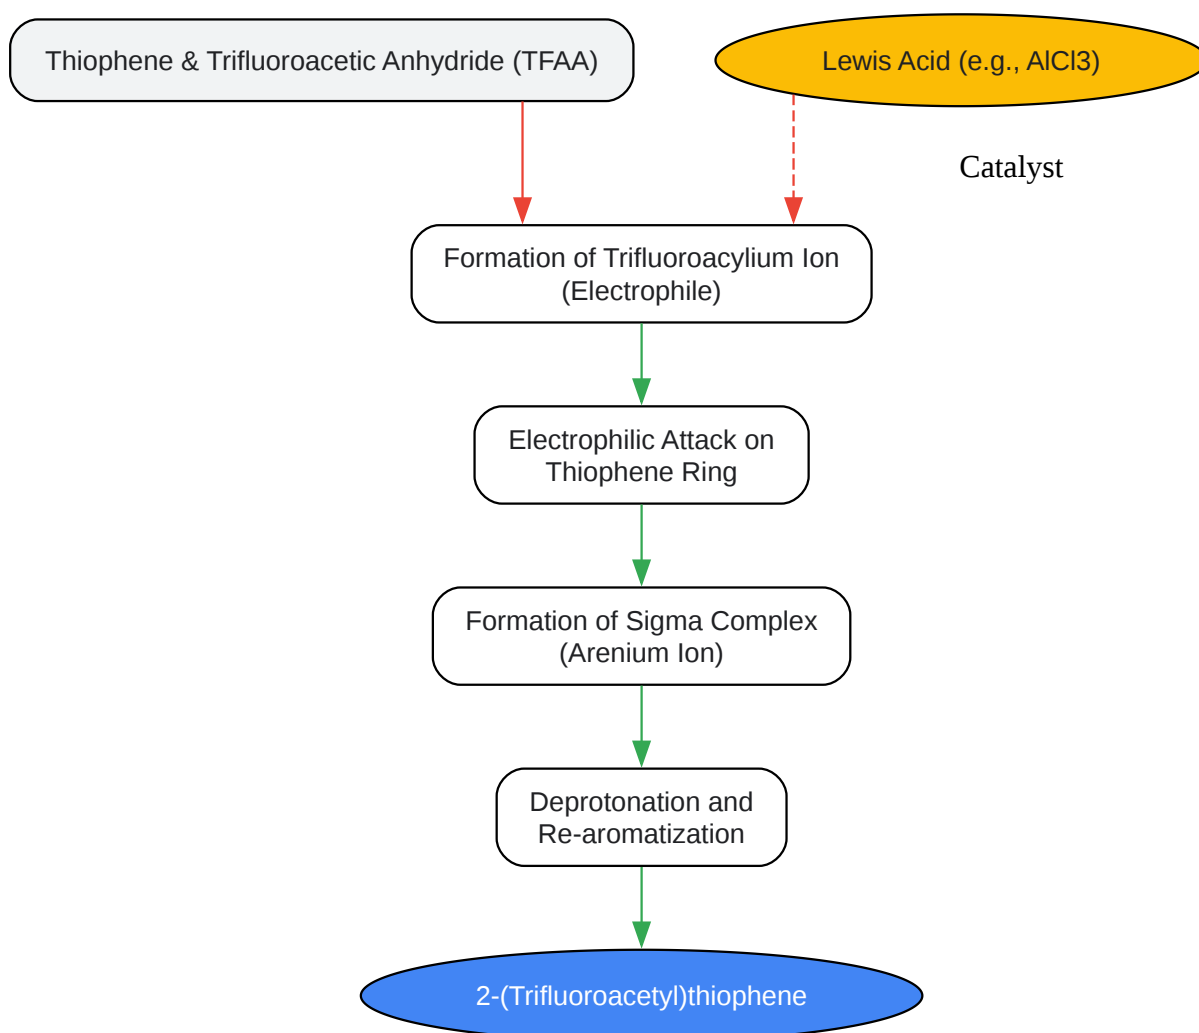 Thiophene & Trifluoroacetic Anhydride (TFAA)
Lewis Acid (e.g., AlCl3)
Catalyst
Formation of Trifluoroacylium Ion
(Electrophile)
Electrophilic Attack on
Thiophene Ring
Formation of Sigma Complex
(Arenium Ion)
Deprotonation and
Re-aromatization
2-(Trifluoroacetyl)thiophene